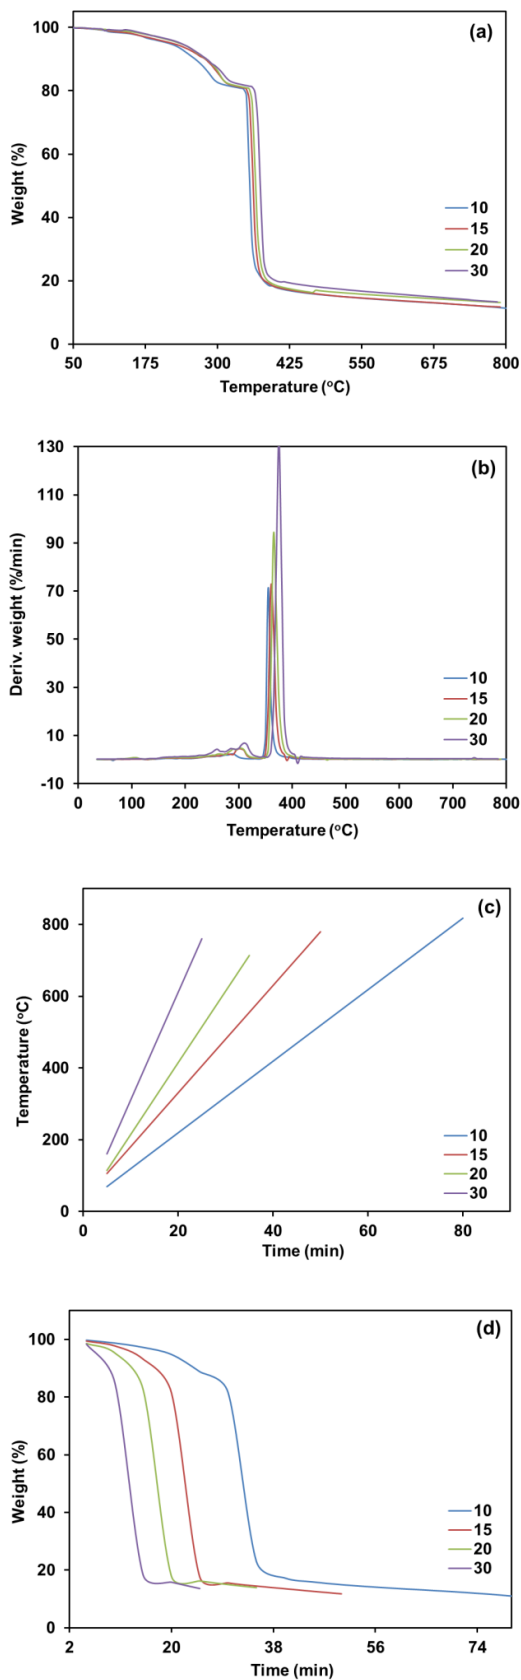 (a)
100
80
60
40
20
0
Weight (%)
10
15
20
30
50 175 300 425 550 675 800
Temperature (°C)
(b)
130
110
90
70
50
30
10
-10
Deriv. weight (%/min)
10
15
20
30
0 100 200 300 400 500 600 700 800
Temperature (°C)
(c)
800
600
400
200
0
Temperature (°C)
10
15
20
30
0 20 40 60 80
Time (min)
(d)
100
80
60
40
20
0
Weight (%)
10
15
20
30
2 20 38 56 74
Time (min)